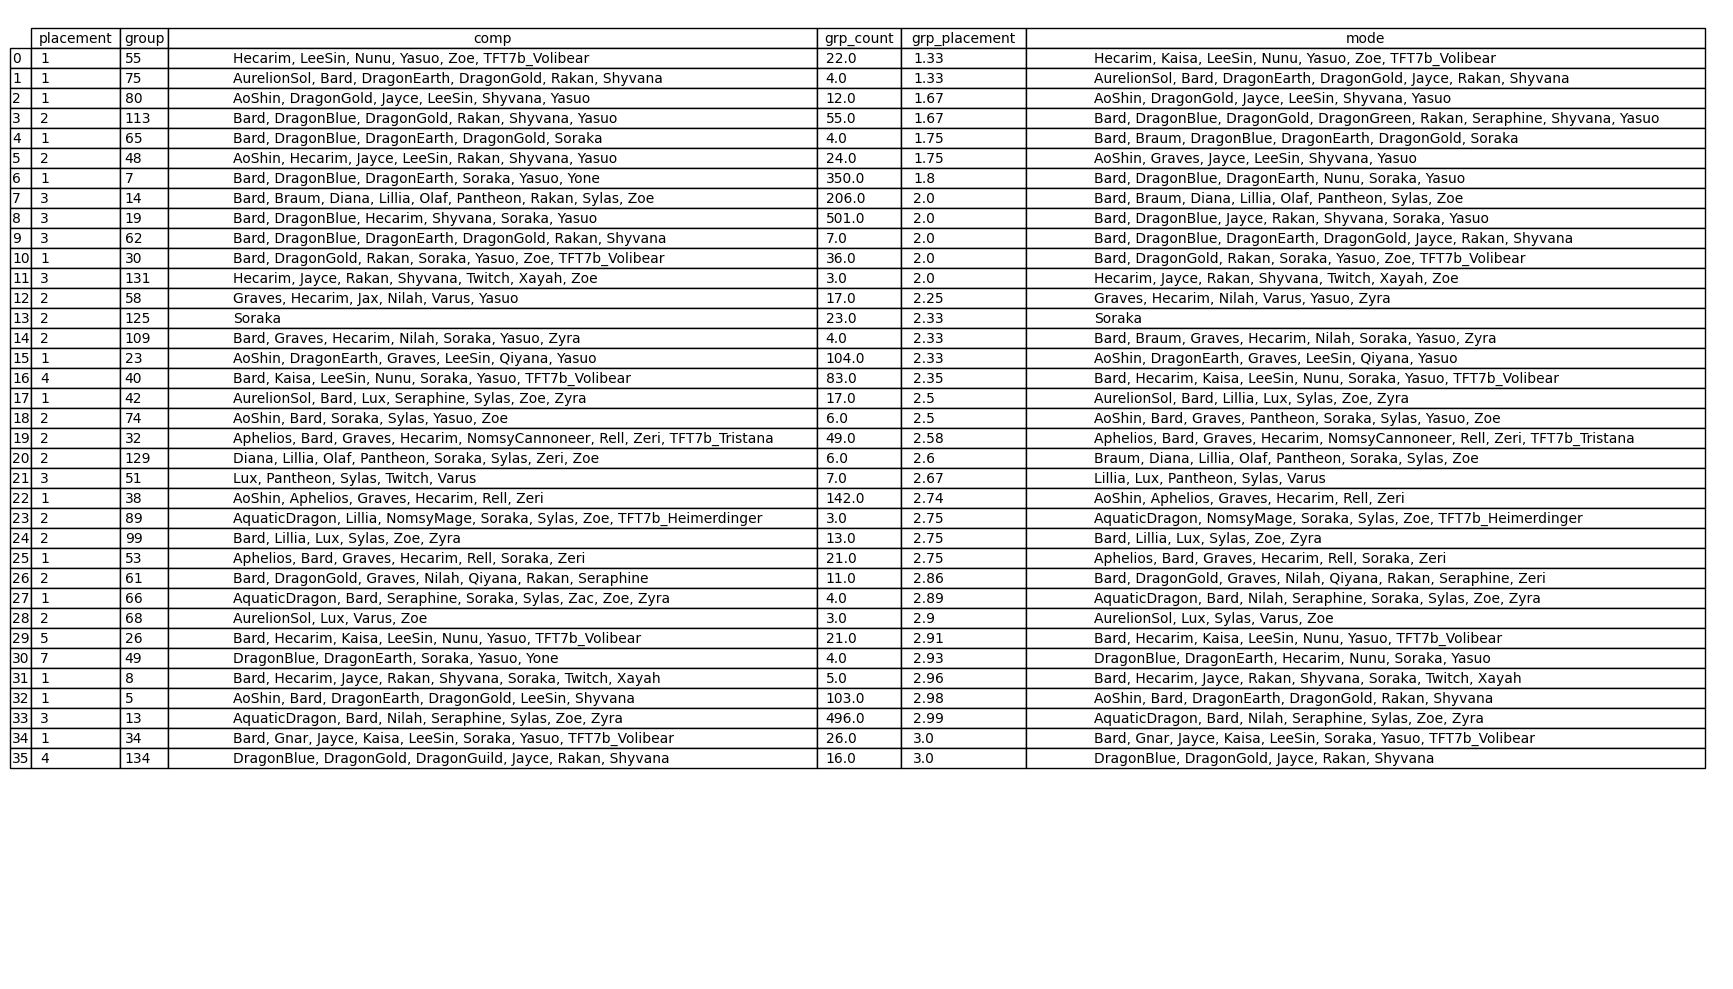 placement group comp grp_count grp_placement mode
0 1 55 Hecarim, LeeSin, Nunu, Yasuo, Zoe, TFT7b_Volibear 22.0 1.33 Hecarim, Kaisa, LeeSin, Nunu, Yasuo, Zoe, TFT7b_Volibear
1 1 75 AurelionSol, Bard, DragonEarth, DragonGold, Rakan, Shyvana 4.0 1.33 AurelionSol, Bard, DragonEarth, DragonGold, Jayce, Rakan, Shyvana
2 1 80 AoShin, DragonGold, Jayce, LeeSin, Shyvana, Yasuo 12.0 1.67 AoShin, DragonGold, Jayce, LeeSin, Shyvana, Yasuo
3 2 113 Bard, DragonBlue, DragonGold, Rakan, Shyvana, Yasuo 55.0 1.67 Bard, DragonBlue, DragonGold, DragonGreen, Rakan, Seraphine, Shyvana, Yasuo
4 1 65 Bard, DragonBlue, DragonEarth, DragonGold, Soraka 4.0 1.75 Bard, Braum, DragonBlue, DragonEarth, DragonGold, Soraka
5 2 48 AoShin, Hecarim, Jayce, LeeSin, Rakan, Shyvana, Yasuo 24.0 1.75 AoShin, Graves, Jayce, LeeSin, Shyvana, Yasuo
6 1 7 Bard, DragonBlue, DragonEarth, Soraka, Yasuo, Yone 350.0 1.8 Bard, DragonBlue, DragonEarth, Nunu, Soraka, Yasuo
7 3 14 Bard, Braum, Diana, Lillia, Olaf, Pantheon, Rakan, Sylas, Zoe 206.0 2.0 Bard, Braum, Diana, Lillia, Olaf, Pantheon, Sylas, Zoe
8 3 19 Bard, DragonBlue, Hecarim, Shyvana, Soraka, Yasuo 501.0 2.0 Bard, DragonBlue, Jayce, Rakan, Shyvana, Soraka, Yasuo
9 3 62 Bard, DragonBlue, DragonEarth, DragonGold, Rakan, Shyvana 7.0 2.0 Bard, DragonBlue, DragonEarth, DragonGold, Jayce, Rakan, Shyvana
10 1 30 Bard, DragonGold, Rakan, Soraka, Yasuo, Zoe, TFT7b_Volibear 36.0 2.0 Bard, DragonGold, Rakan, Soraka, Yasuo, Zoe, TFT7b_Volibear
11 3 131 Hecarim, Jayce, Rakan, Shyvana, Twitch, Xayah, Zoe 3.0 2.0 Hecarim, Jayce, Rakan, Shyvana, Twitch, Xayah, Zoe
12 2 58 Graves, Hecarim, Jax, Nilah, Varus, Yasuo 17.0 2.25 Graves, Hecarim, Nilah, Varus, Yasuo, Zyra
13 2 125 Soraka 23.0 2.33 Soraka
14 2 109 Bard, Graves, Hecarim, Nilah, Soraka, Yasuo, Zyra 4.0 2.33 Bard, Braum, Graves, Hecarim, Nilah, Soraka, Yasuo, Zyra
15 1 23 AoShin, DragonEarth, Graves, LeeSin, Qiyana, Yasuo 104.0 2.33 AoShin, DragonEarth, Graves, LeeSin, Qiyana, Yasuo
16 4 40 Bard, Kaisa, LeeSin, Nunu, Soraka, Yasuo, TFT7b_Volibear 83.0 2.35 Bard, Hecarim, Kaisa, LeeSin, Nunu, Soraka, Yasuo, TFT7b_Volibear
17 1 42 AurelionSol, Bard, Lux, Seraphine, Sylas, Zoe, Zyra 17.0 2.5 AurelionSol, Bard, Lillia, Lux, Sylas, Zoe, Zyra
18 2 74 AoShin, Bard, Soraka, Sylas, Yasuo, Zoe 6.0 2.5 AoShin, Bard, Graves, Pantheon, Soraka, Sylas, Yasuo, Zoe
19 2 32 Aphelios, Bard, Graves, Hecarim, NomsyCannoneer, Rell, Zeri, TFT7b_Tristana 49.0 2.58 Aphelios, Bard, Graves, Hecarim, NomsyCannoneer, Rell, Zeri, TFT7b_Tristana
20 2 129 Diana, Lillia, Olaf, Pantheon, Soraka, Sylas, Zeri, Zoe 6.0 2.6 Braum, Diana, Lillia, Olaf, Pantheon, Soraka, Sylas, Zoe
21 3 51 Lux, Pantheon, Sylas, Twitch, Varus 7.0 2.67 Lillia, Lux, Pantheon, Sylas, Varus
22 1 38 AoShin, Aphelios, Graves, Hecarim, Rell, Zeri 142.0 2.74 AoShin, Aphelios, Graves, Hecarim, Rell, Zeri
23 2 89 AquaticDragon, Lillia, NomsyMage, Soraka, Sylas, Zoe, TFT7b_Heimerdinger 3.0 2.75 AquaticDragon, NomsyMage, Soraka, Sylas, Zoe, TFT7b_Heimerdinger
24 2 99 Bard, Lillia, Lux, Sylas, Zoe, Zyra 13.0 2.75 Bard, Lillia, Lux, Sylas, Zoe, Zyra
25 1 53 Aphelios, Bard, Graves, Hecarim, Rell, Soraka, Zeri 21.0 2.75 Aphelios, Bard, Graves, Hecarim, Rell, Soraka, Zeri
26 2 61 Bard, DragonGold, Graves, Nilah, Qiyana, Rakan, Seraphine 11.0 2.86 Bard, DragonGold, Graves, Nilah, Qiyana, Rakan, Seraphine, Zeri
27 1 66 AquaticDragon, Bard, Seraphine, Soraka, Sylas, Zac, Zoe, Zyra 4.0 2.89 AquaticDragon, Bard, Nilah, Seraphine, Soraka, Sylas, Zoe, Zyra
28 2 68 AurelionSol, Lux, Varus, Zoe 3.0 2.9 AurelionSol, Lux, Sylas, Varus, Zoe
29 5 26 Bard, Hecarim, Kaisa, LeeSin, Nunu, Yasuo, TFT7b_Volibear 21.0 2.91 Bard, Hecarim, Kaisa, LeeSin, Nunu, Yasuo, TFT7b_Volibear
30 7 49 DragonBlue, DragonEarth, Soraka, Yasuo, Yone 4.0 2.93 DragonBlue, DragonEarth, Hecarim, Nunu, Soraka, Yasuo
31 1 8 Bard, Hecarim, Jayce, Rakan, Shyvana, Soraka, Twitch, Xayah 5.0 2.96 Bard, Hecarim, Jayce, Rakan, Shyvana, Soraka, Twitch, Xayah
32 1 5 AoShin, Bard, DragonEarth, DragonGold, LeeSin, Shyvana 103.0 2.98 AoShin, Bard, DragonEarth, DragonGold, Rakan, Shyvana
33 3 13 AquaticDragon, Bard, Nilah, Seraphine, Sylas, Zoe, Zyra 496.0 2.99 AquaticDragon, Bard, Nilah, Seraphine, Sylas, Zoe, Zyra
34 1 34 Bard, Gnar, Jayce, Kaisa, LeeSin, Soraka, Yasuo, TFT7b_Volibear 26.0 3.0 Bard, Gnar, Jayce, Kaisa, LeeSin, Soraka, Yasuo, TFT7b_Volibear
35 4 134 DragonBlue, DragonGold, DragonGuild, Jayce, Rakan, Shyvana 16.0 3.0 DragonBlue, DragonGold, Jayce, Rakan, Shyvana